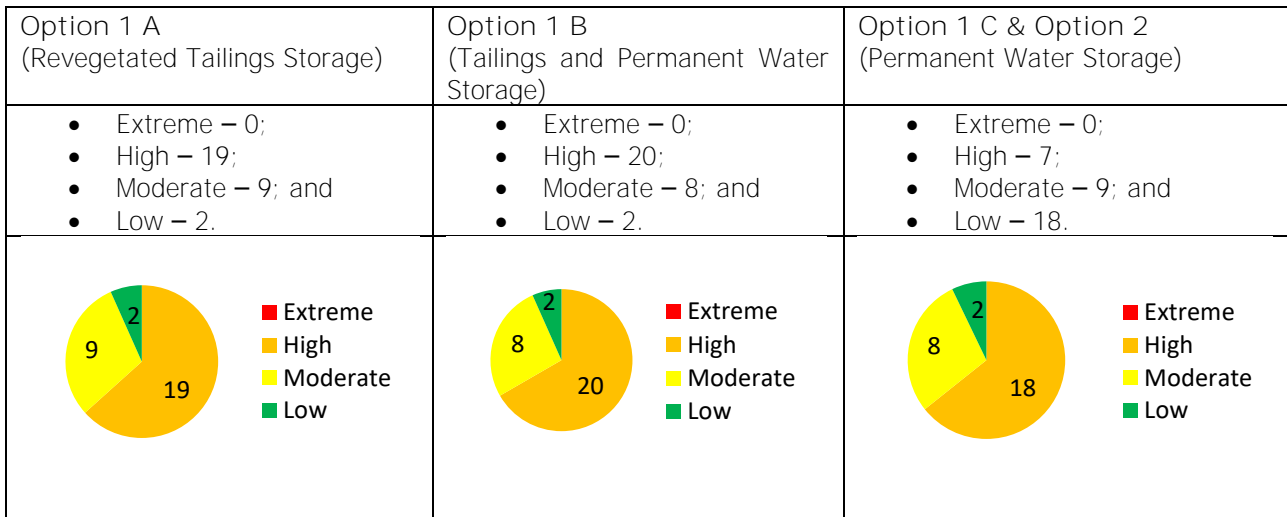 Option 1 A
(Revegetated Tailings Storage)
Option 1 B
(Tailings and Permanent Water
Storage)
Option 1 C & Option 2
(Permanent Water Storage)
• Extreme – 0;
• High – 19;
• Moderate – 9; and
• Low – 2.
• Extreme – 0;
• High – 20;
• Moderate – 8; and
• Low – 2.
• Extreme – 0;
• High – 7;
• Moderate – 9; and
• Low – 18.
2
9
19
Extreme
High
Moderate
Low
2
8
20
Extreme
High
Moderate
Low
2
8
18
Extreme
High
Moderate
Low